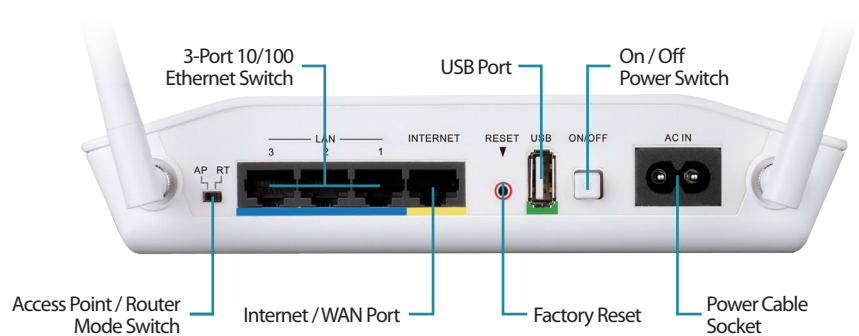 3-Port 10/100
Ethernet Switch
USB Port
On / Off
Power Switch
LAN
INTERNET
RESET
USB
ON/OFF
AC IN
3
2
1
AP RT
Access Point / Router
Mode Switch
Internet / WAN Port
Factory Reset
Power Cable
Socket